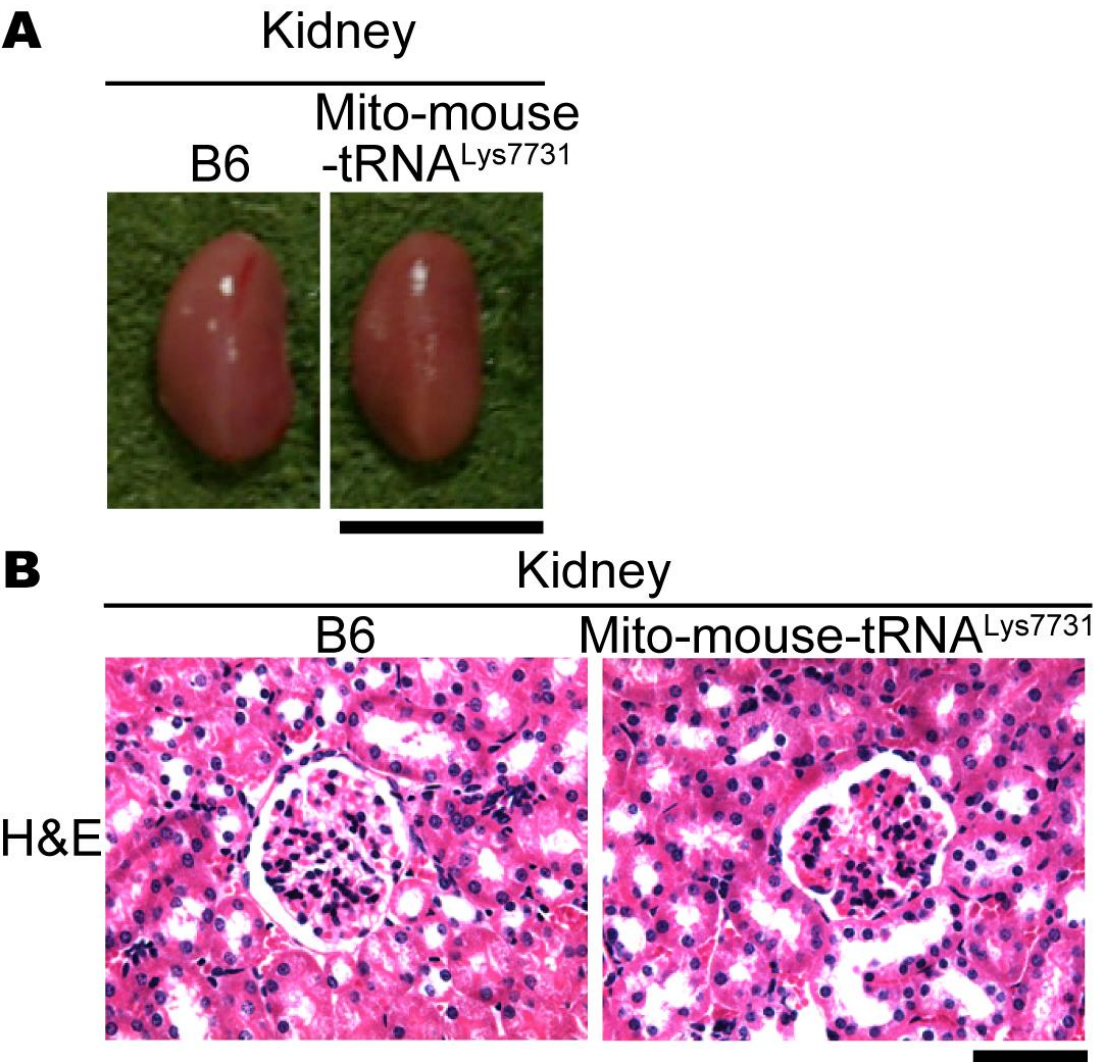 A
Kidney
Mito-mouse
B6
-tRNALys7731
B
Kidney
B6
Mito-mouse-tRNALys7731
H&E